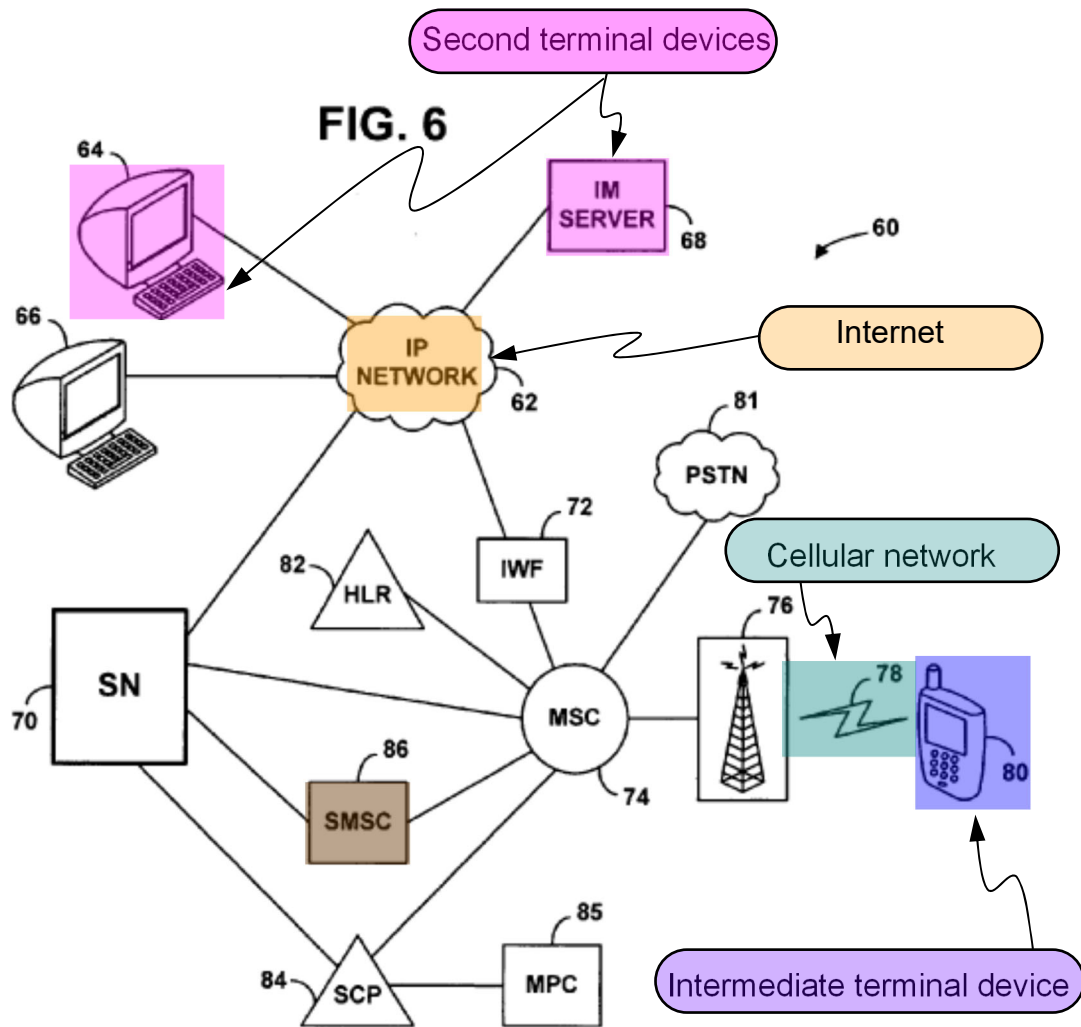 Second terminal devices
FIG. 6
64
IM
SERVER
68
60
66
IP
NETWORK
62
Internet
81
PSTN
72
IWF
Cellular network
82
HLR
76
SN
70
MSC
74
78
80
86
SMSC
85
84
SCP
MPC
Intermediate terminal device